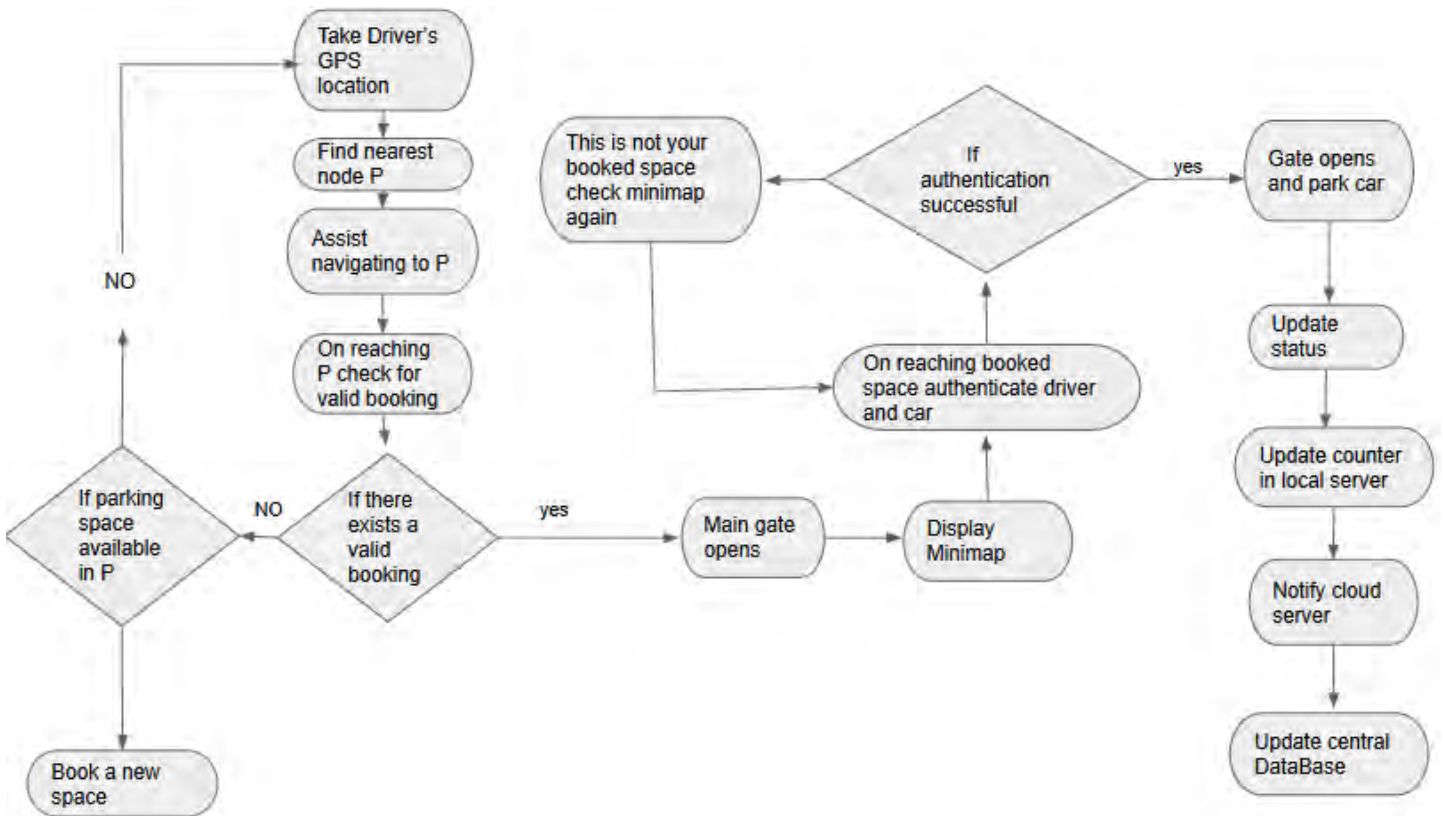 Take Driver's
GPS
location
Find nearest
node P
Assist
navigating to P
On reaching
P check for
valid booking
If there
exists a
valid
booking
NO
If parking
space
available
in P
NO
Book a new
space
yes
Main gate
opens
Display
Minimap
On reaching booked
space authenticate driver
and car
If
authentication
successful
This is not your
booked space
check minimap
again
yes
Gate opens
and park car
Update
status
Update counter
in local server
Notify cloud
server
Update central
DataBase